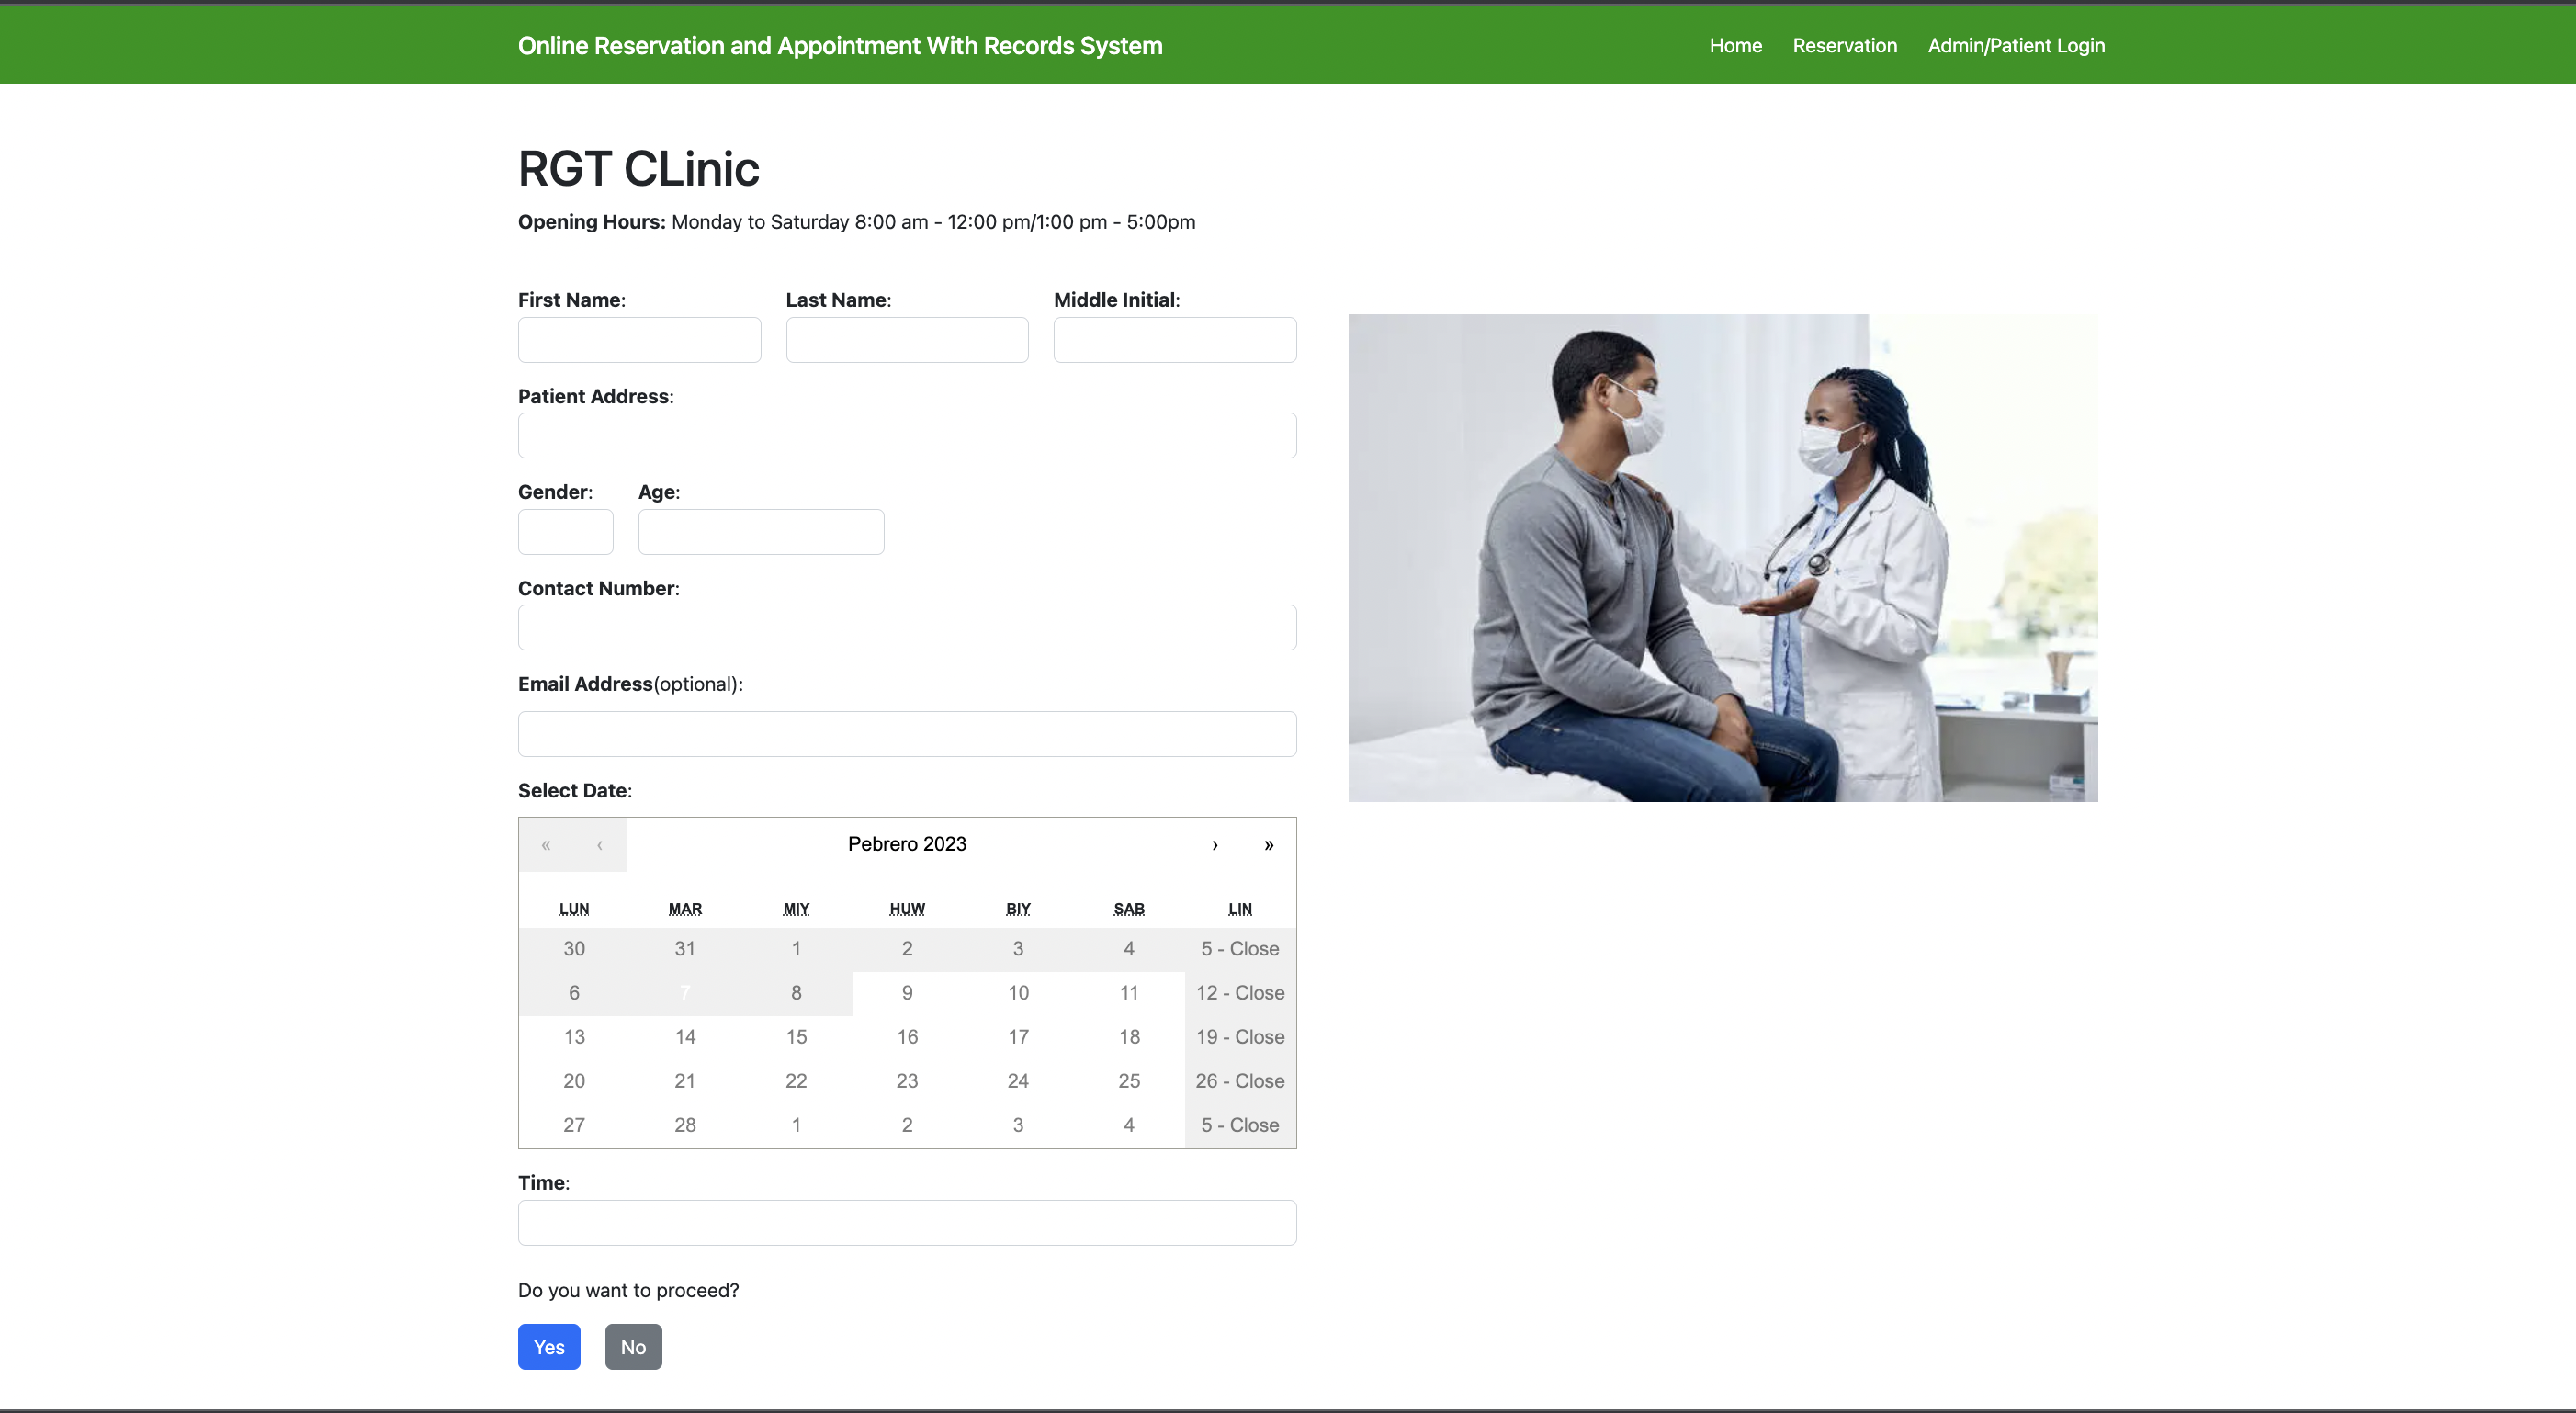 Online Reservation and Appointment With Records System Home Reservation Admin/Patient Login
RGT CLinic
Opening Hours: Monday to Saturday 8:00 am - 12:00 pm/1:00 pm - 5:00pm
First Name: Last Name: Middle Initial:
Patient Address:
Gender: Age:
Contact Number:
Email Address(optional):
Select Date:
« ‹ Pebrero 2023 › »
LUN MAR MIY HUW BIY SAB LIN
30 31 1 2 3 4 5 - Close
6 7 8 9 10 11 12 - Close
13 14 15 16 17 18 19 - Close
20 21 22 23 24 25 26 - Close
27 28 1 2 3 4 5 - Close
Time:
Do you want to proceed?
Yes No